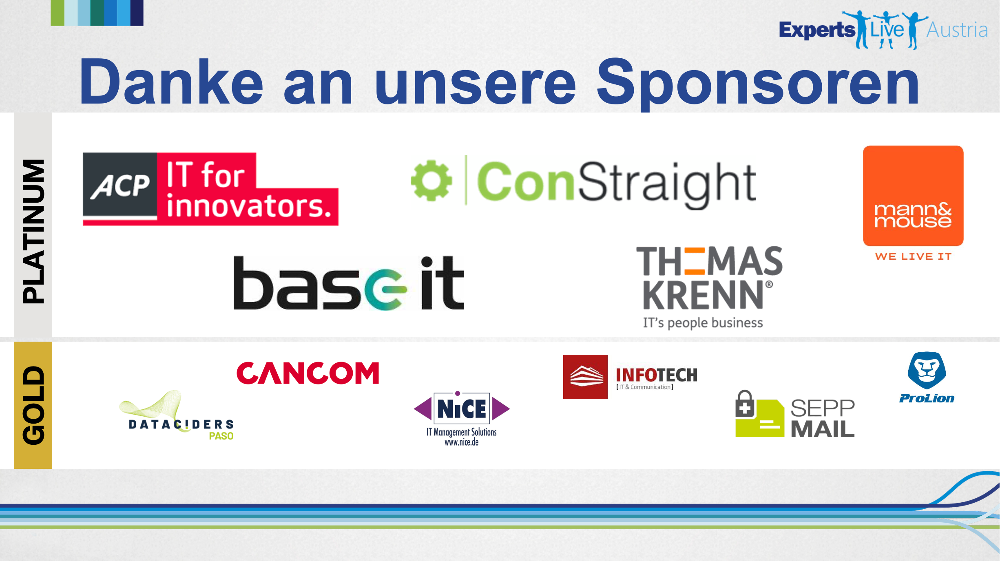 Experts Live Austria
Danke an unsere Sponsoren
PLATINUM
ACP
IT for
innovators.
ConStraight
mann&
mouse
WE LIVE IT
base it
THOMAS
KRENN®
IT's people business
GOLD
CANCOM
DATAC!DERS
PASO
NiCE
IT Management Solutions
www.nice.de
INFOTECH
[IT & Communication]
SEPP
MAIL
ProLion